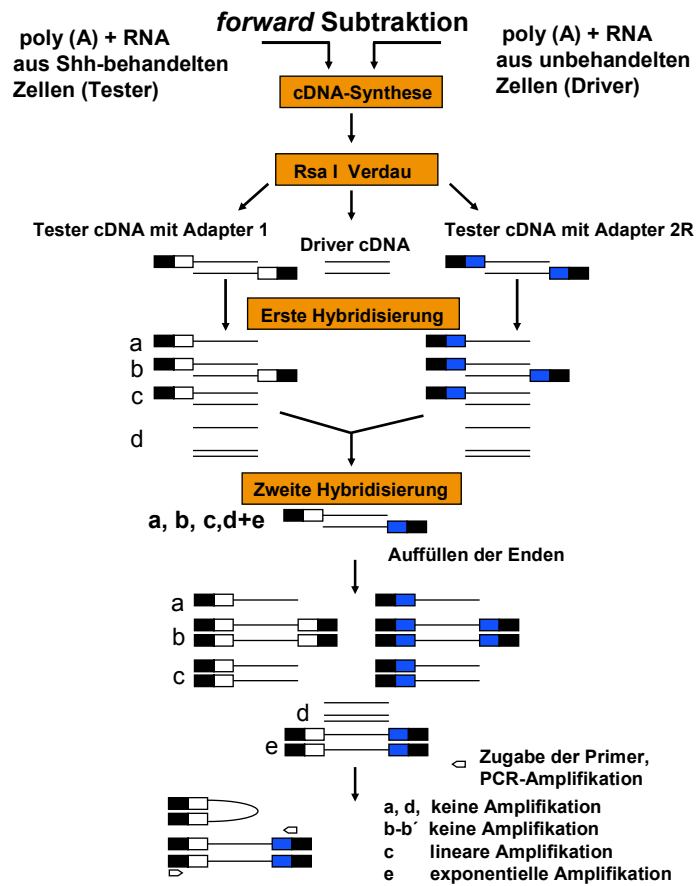 forward Subtraktion
poly (A) + RNA
aus Shh-behandelten
Zellen (Tester)
poly (A) + RNA
aus unbehandelten
Zellen (Driver)
cDNA-Synthese
Rsa I Verdau
Tester cDNA mit Adapter 1
Driver cDNA
Tester cDNA mit Adapter 2R
Erste Hybridisierung
a
b
c
d
Zweite Hybridisierung
a, b, c,d+e
Auffüllen der Enden
a
b
c
d
e
Zugabe der Primer,
PCR-Amplifikation
a, d, keine Amplifikation
b-b´ keine Amplifikation
c lineare Amplifikation
e exponentielle Amplifikation